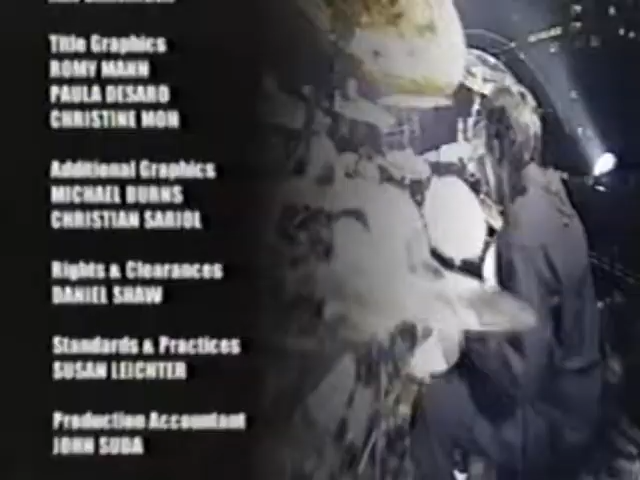 Title Graphics
ROMY MANN
PAULA DESARO
CHRISTINE MOH
Additional Graphics
MICHAEL BURNS
CHRISTIAN SARIOL
Rights & Clearances
DANIEL SHAW
Standards & Practices
SUSAN LEICHTER
Production Accountant
JOHN SUDA